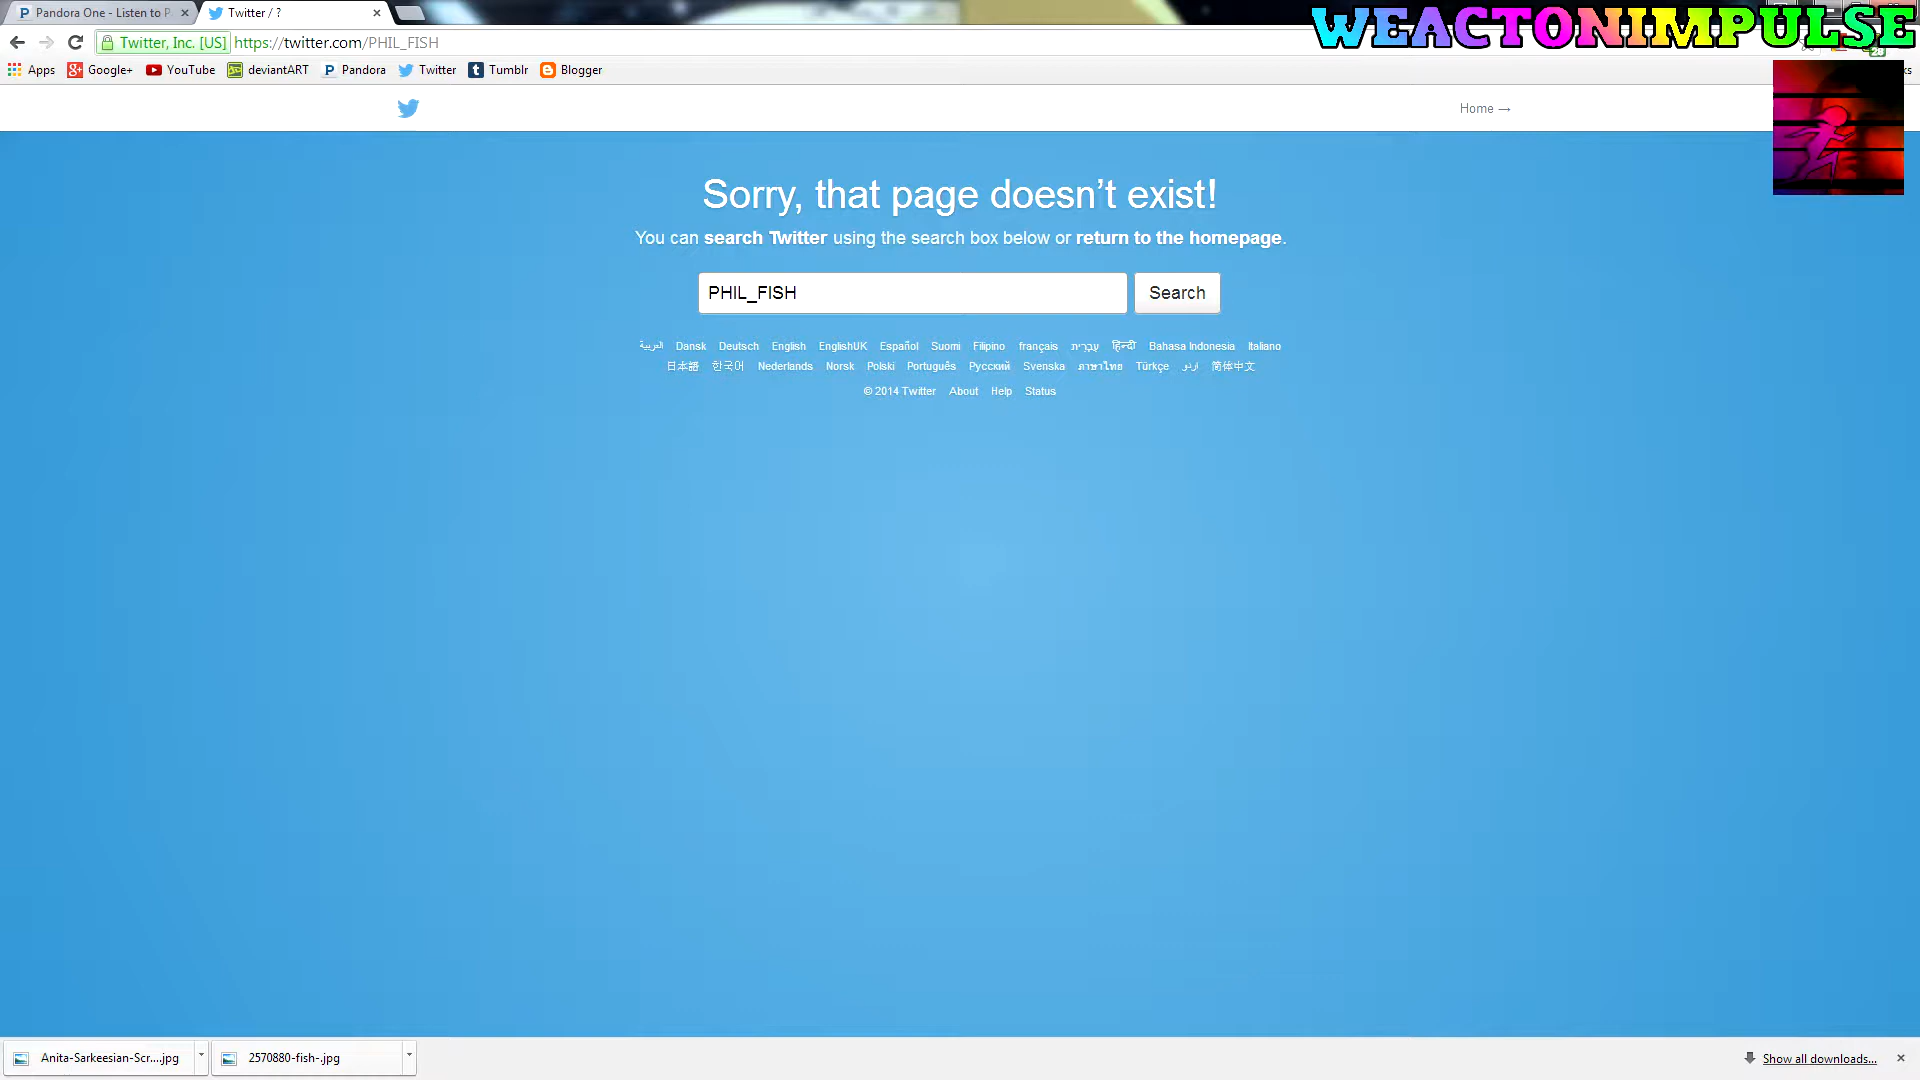 Pandora One - Listen to P
Twitter / ?
WEACTONIMPULSE
Twitter, Inc. [US]
https://twitter.com/PHIL_FISH
Apps
Google+
YouTube
deviantART
Pandora
Twitter
Tumblr
Blogger
Home →
Sorry, that page doesn't exist!
You can search Twitter using the search box below or return to the homepage.
PHIL_FISH
Search
العربية Dansk Deutsch English EnglishUK Español Suomi Filipino français עִבְרִית हिन्दी Bahasa Indonesia Italiano
日本語 한국어 Nederlands Norsk Polski Português Русский Svenska ภาษาไทย Türkçe اردو 简体中文
© 2014 Twitter About Help Status
Anita-Sarkeesian-Scr....jpg
2570880-fish-.jpg
Show all downloads...